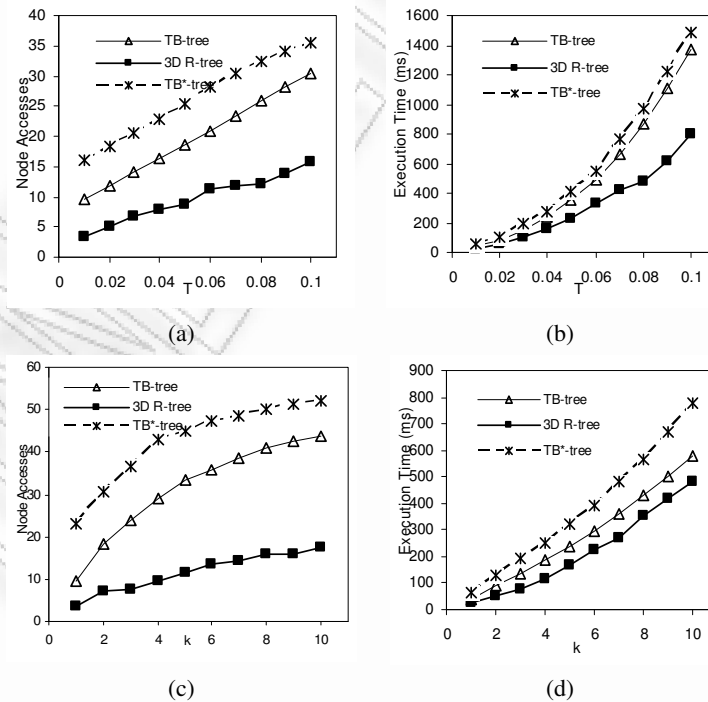 40
35
30
25
20
15
10
5
0
Node Accesses
TB-tree
3D R-tree
TB*-tree
0 0.02 0.04 0.06 0.08 0.1
T
(a)
1600
1400
1200
1000
800
600
400
200
0
Execution Time (ms)
TB-tree
3D R-tree
TB*-tree
0 0.02 0.04 0.06 0.08 0.1
T
(b)
60
50
40
30
20
10
0
Node Accesses
TB-tree
3D R-tree
TB*-tree
0 2 4 6 8 10
k
(c)
900
800
700
600
500
400
300
200
100
0
Execution Time (ms)
TB-tree
3D R-tree
TB*-tree
0 2 4 6 8 10
k
(d)